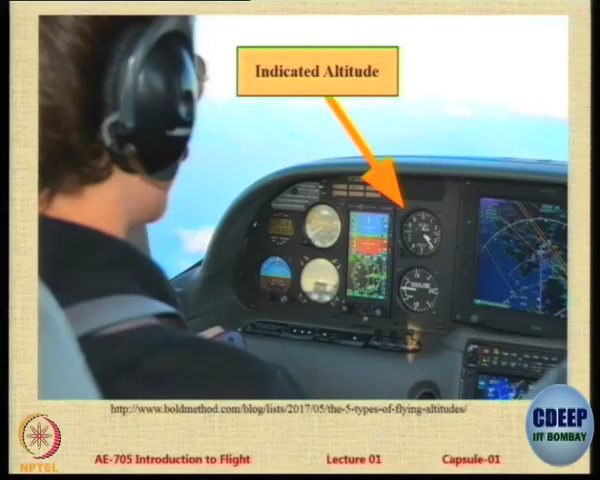 Indicated Altitude
http://www.boldmethod.com/blog/lists/2017/05/the-5-types-of-flying-altitudes/
CDEEP
IIT BOMBAY
NPTEL
AE-705 Introduction to Flight
Lecture 01
Capsule-01